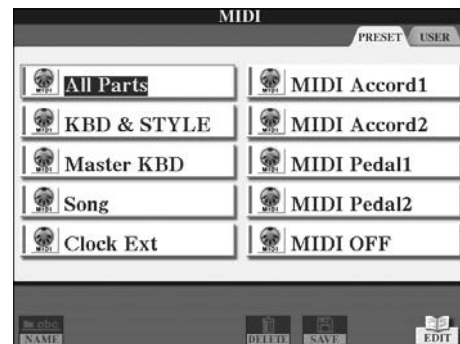 MIDI
PRESET USER
All Parts
KBD & STYLE
Master KBD
Song
Clock Ext
MIDI Accord1
MIDI Accord2
MIDI Pedal1
MIDI Pedal2
MIDI OFF
NAME
DELETE
SAVE
EDIT